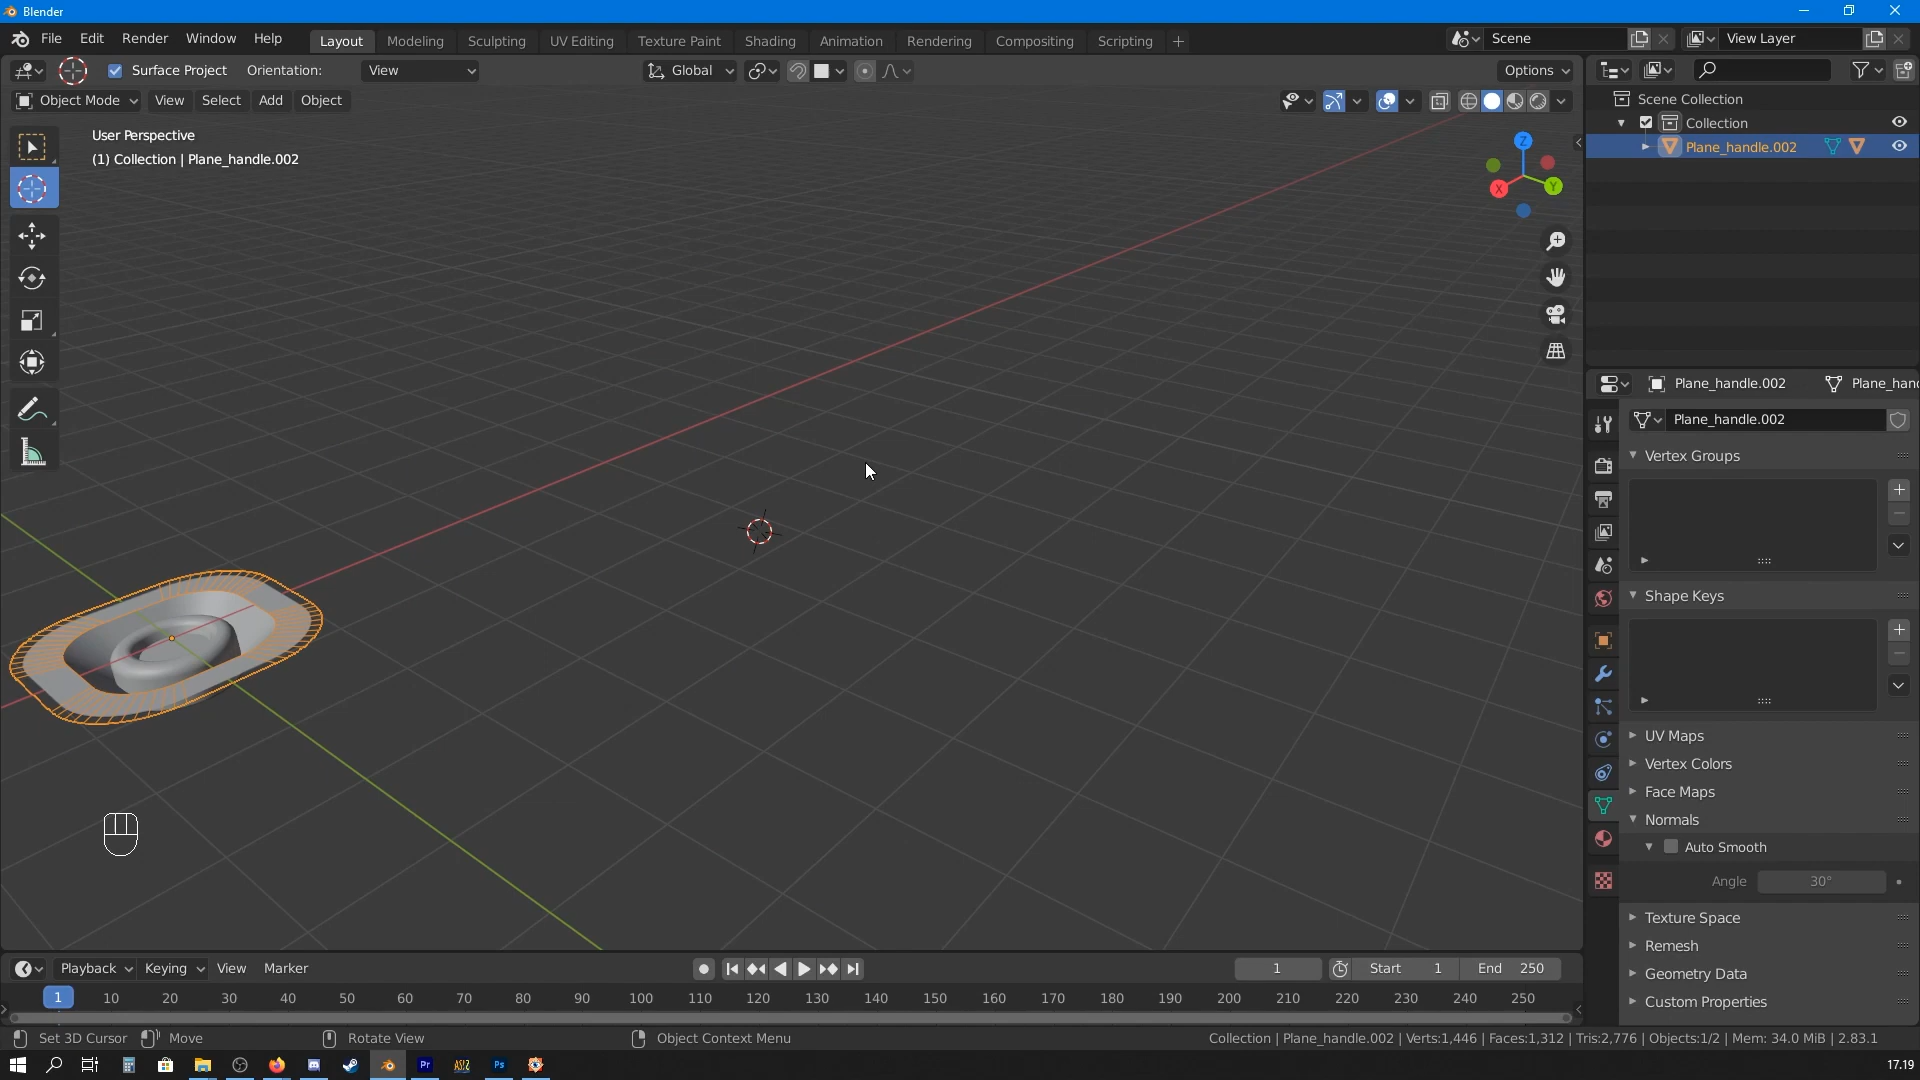 Blender
File Edit Render Window Help Layout Modeling Sculpting UV Editing Texture Paint Shading Animation Rendering Compositing Scripting + Scene View Layer
Surface Project Orientation: View Global Options
Object Mode View Select Add Object
User Perspective
(1) Collection | Plane_handle.002
Z
X
Y
Scene Collection
Collection
Plane_handle.002
Plane_handle.002 Plane_han
Plane_handle.002
Vertex Groups
Shape Keys
UV Maps
Vertex Colors
Face Maps
Normals
Auto Smooth
Angle 30°
Texture Space
Remesh
Geometry Data
Custom Properties
Playback Keying View Marker 1 Start 1 End 250
1 10 20 30 40 50 60 70 80 90 100 110 120 130 140 150 160 170 180 190 200 210 220 230 240 250
Set 3D Cursor Move Rotate View Object Context Menu Collection | Plane_handle.002 | Verts:1,446 | Faces:1,312 | Tris:2,776 | Objects:1/2 | Mem: 34.0 MiB | 2.83.1
Pr Ps 17.19